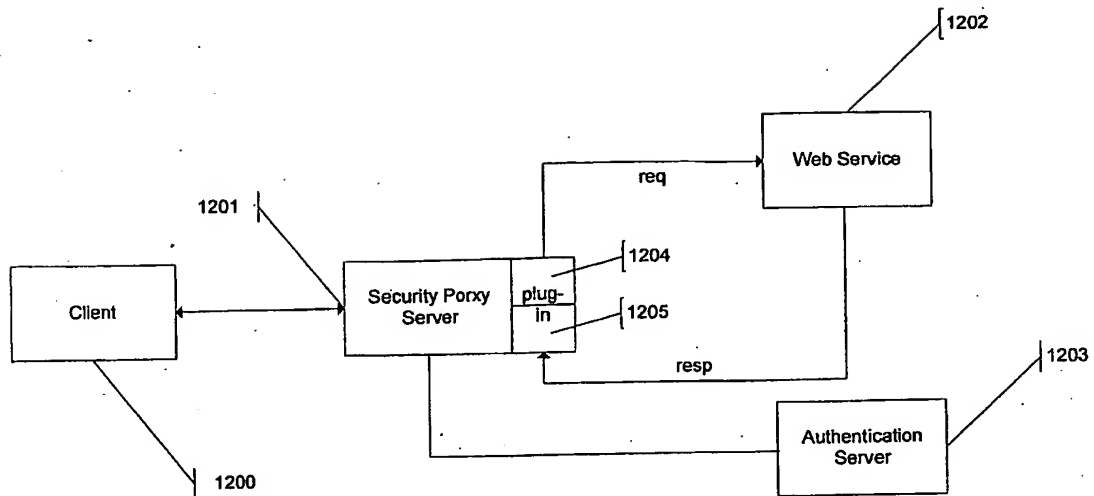 1202
Web Service
req
1201
1204
Security Porxy
Server
plug-
in
1205
Client
resp
1203
Authentication
Server
1200